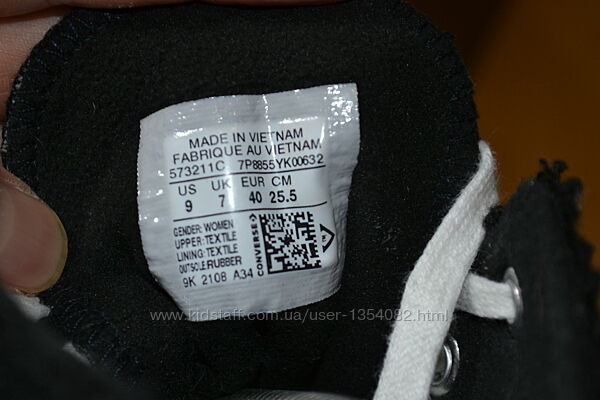 MADE IN VIETNAM
FABRIQUE AU VIETNAM
573211C 7P8855YK00632
US UK EUR CM
9 7 40 25.5
GENDER: WOMEN
UPPER: TEXTILE
LINING: TEXTILE
OUTSOLE: RUBBER
9K 2108 A34
CONVERSE
www.kidstaff.com.ua/user-1354082.html